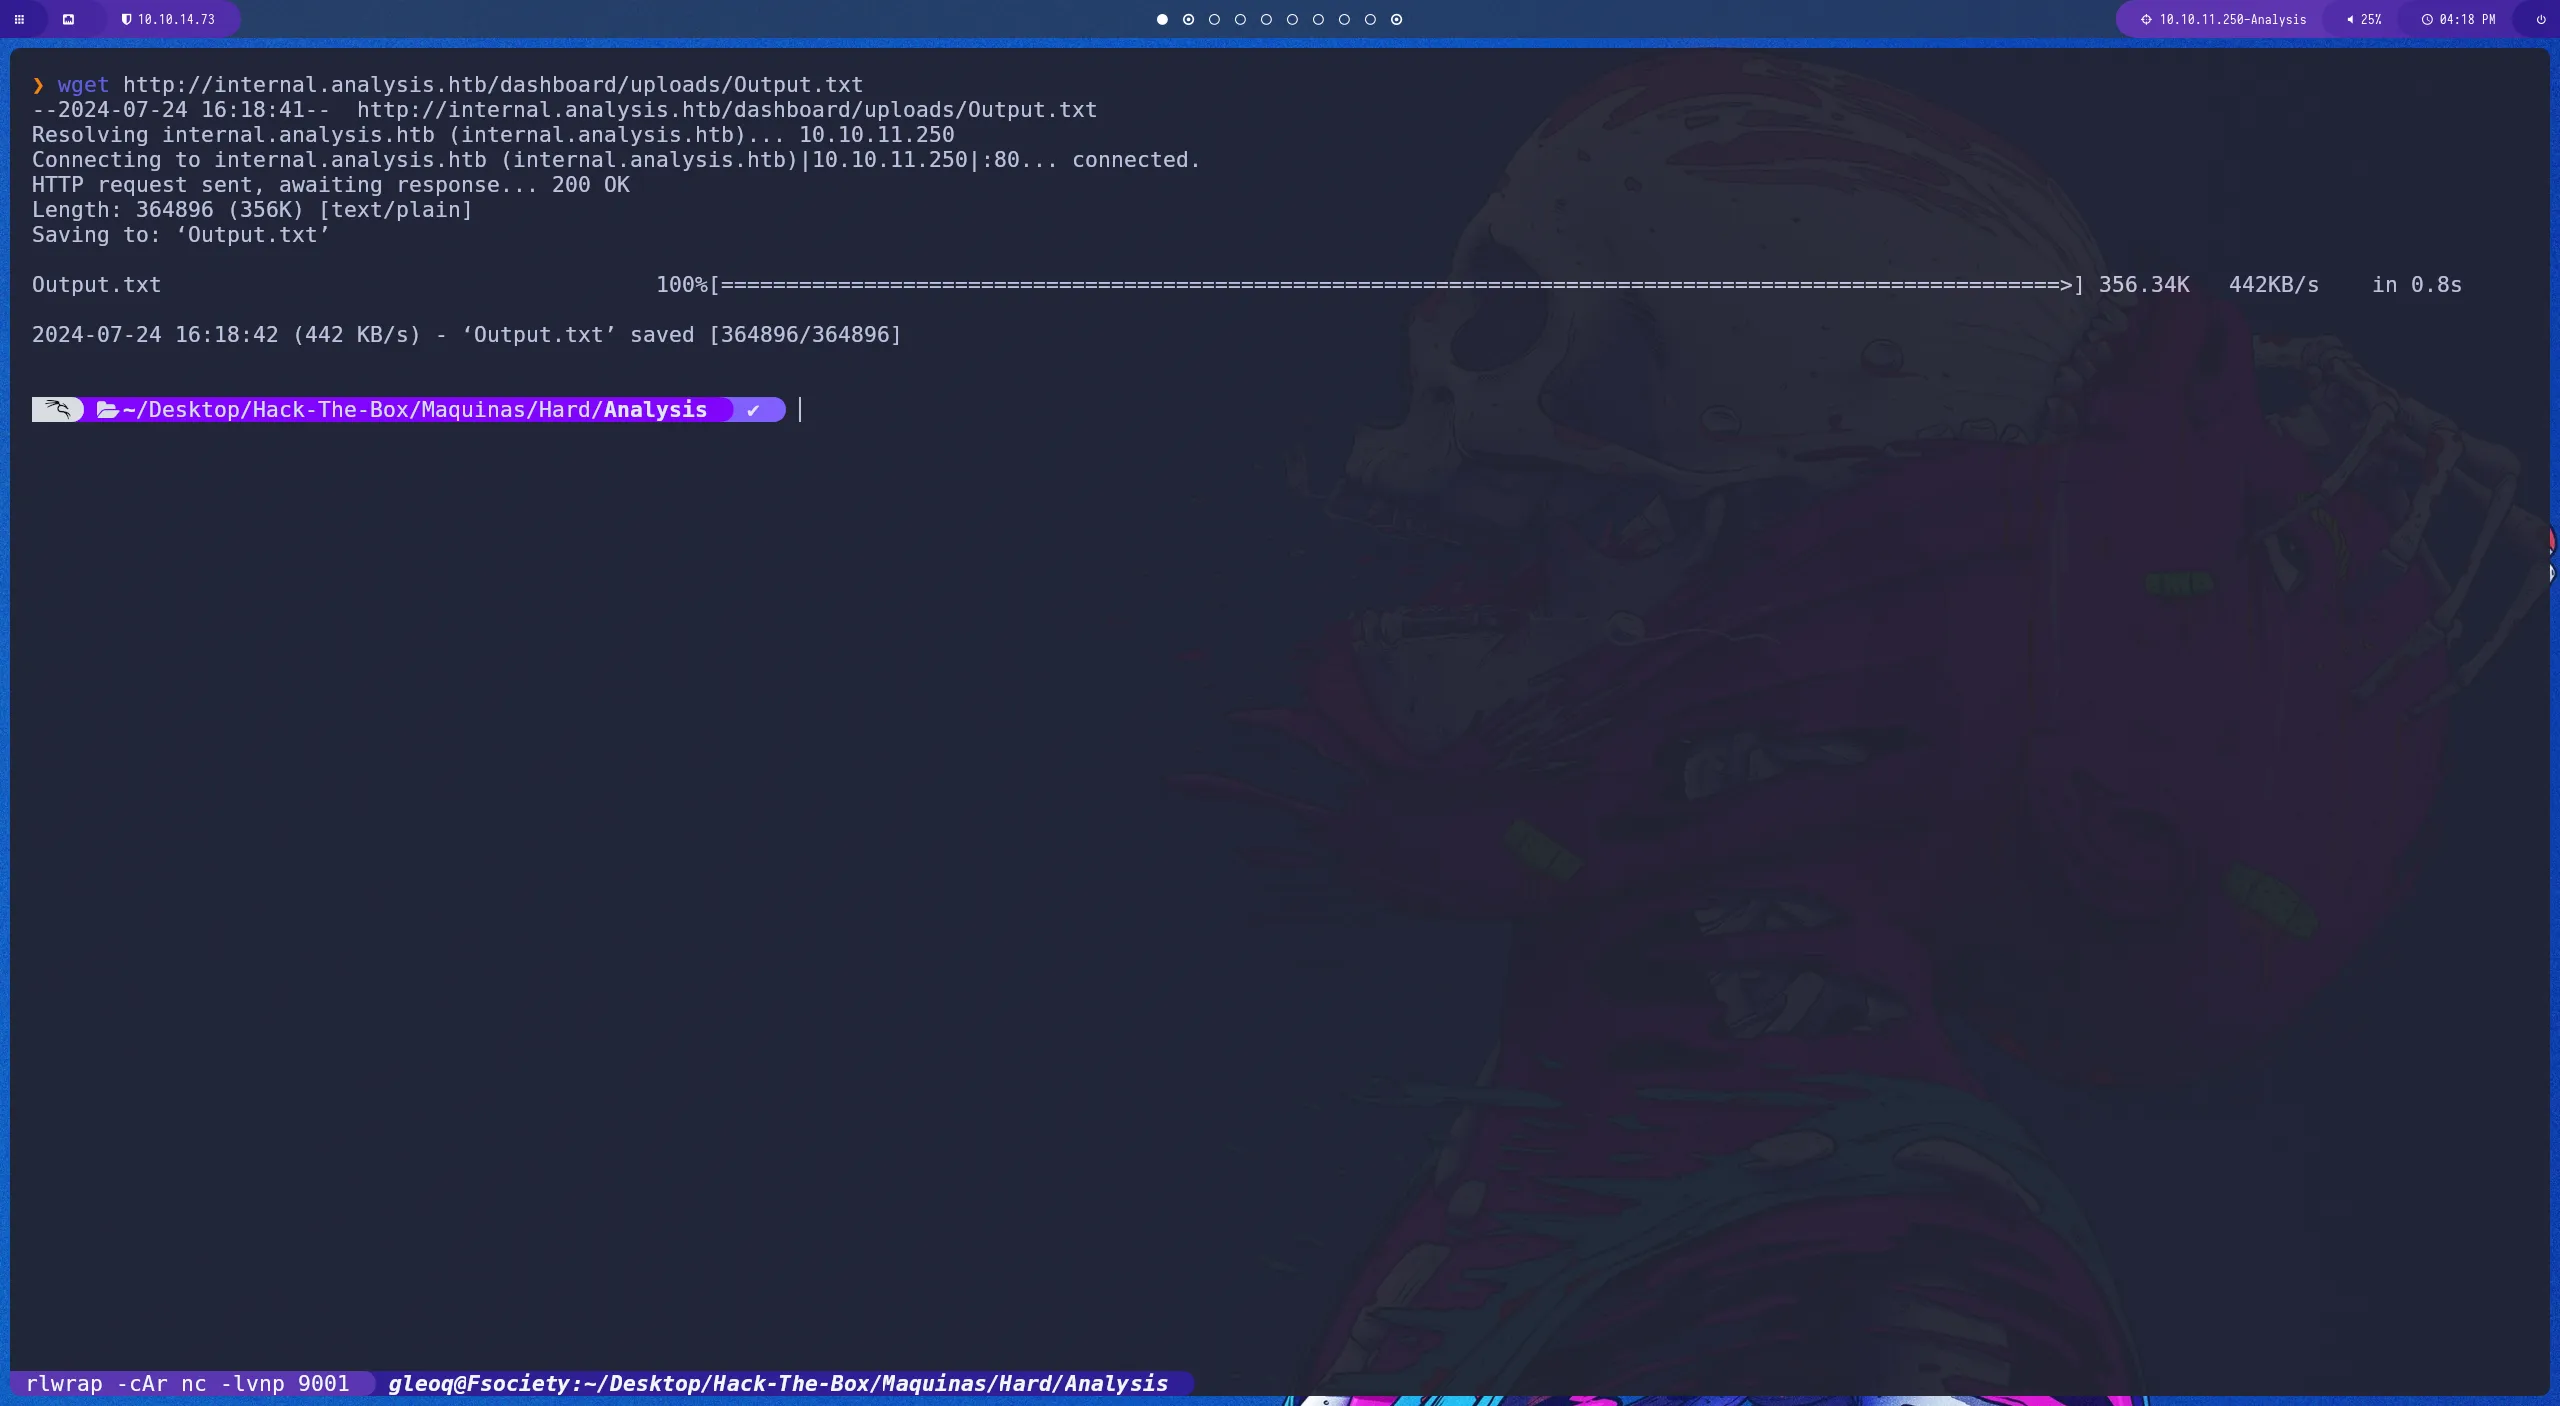 10.10.14.73
10.10.11.250-Analysis
25%
04:18 PM
❯ wget http://internal.analysis.htb/dashboard/uploads/Output.txt
--2024-07-24 16:18:41--  http://internal.analysis.htb/dashboard/uploads/Output.txt
Resolving internal.analysis.htb (internal.analysis.htb)... 10.10.11.250
Connecting to internal.analysis.htb (internal.analysis.htb)|10.10.11.250|:80... connected.
HTTP request sent, awaiting response... 200 OK
Length: 364896 (356K) [text/plain]
Saving to: ‘Output.txt’
Output.txt 100%[=======================================================================================================>] 356.34K 442KB/s in 0.8s
2024-07-24 16:18:42 (442 KB/s) - ‘Output.txt’ saved [364896/364896]
~/Desktop/Hack-The-Box/Maquinas/Hard/Analysis ✔
rlwrap -cAr nc -lvnp 9001 gleoq@Fsociety:~/Desktop/Hack-The-Box/Maquinas/Hard/Analysis